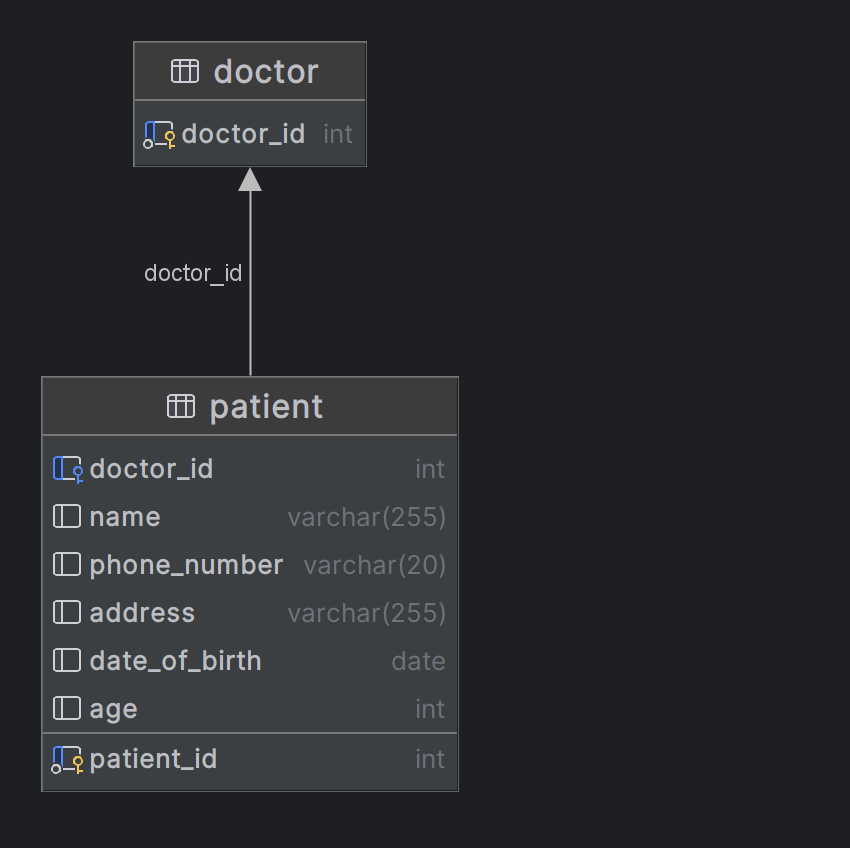 doctor
doctor_id int
doctor_id
patient
doctor_id int
name varchar(255)
phone_number varchar(20)
address varchar(255)
date_of_birth date
age int
patient_id int